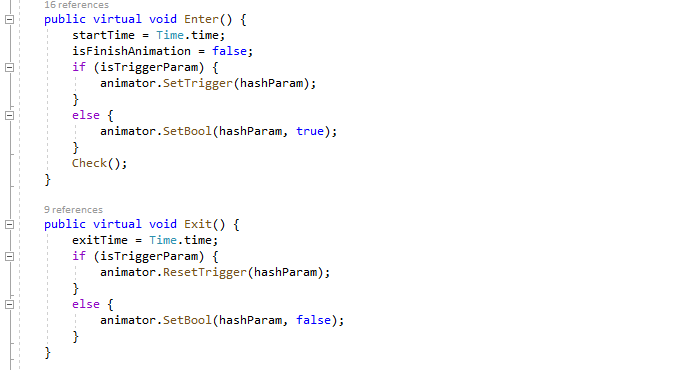 16 references
public virtual void Enter() {
startTime = Time.time;
isFinishAnimation = false;
if (isTriggerParam) {
animator.SetTrigger(hashParam);
}
else {
animator.SetBool(hashParam, true);
}
Check();
}
9 references
public virtual void Exit() {
exitTime = Time.time;
if (isTriggerParam) {
animator.ResetTrigger(hashParam);
}
else {
animator.SetBool(hashParam, false);
}
}